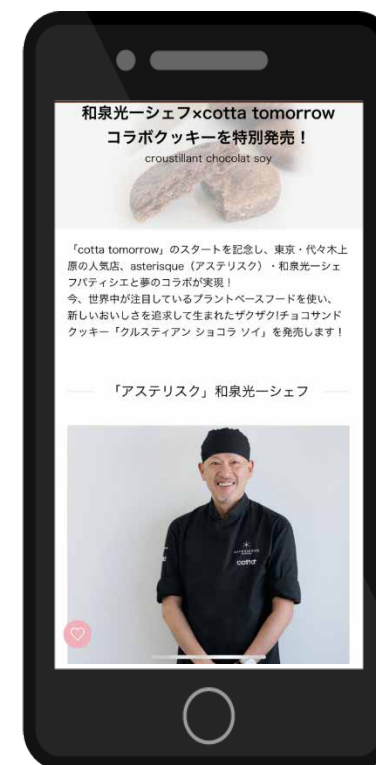 和泉光一シェフ×cotta tomorrow
コラボクッキーを特別発売！
croustillant chocolat soy
「cotta tomorrow」のスタートを記念し、東京・代々木上
原の人気店、asterisque（アステリスク）・和泉光一シェ
フパティシエと夢のコラボが実現！
今、世界中が注目しているプラントベースフードを使い、
新しいおいしさを追求して生まれたザクザク!チョコサンド
クッキー「クルスティアン ショコラ ソイ」を発売します！
「アステリスク」和泉光一シェフ
cotta